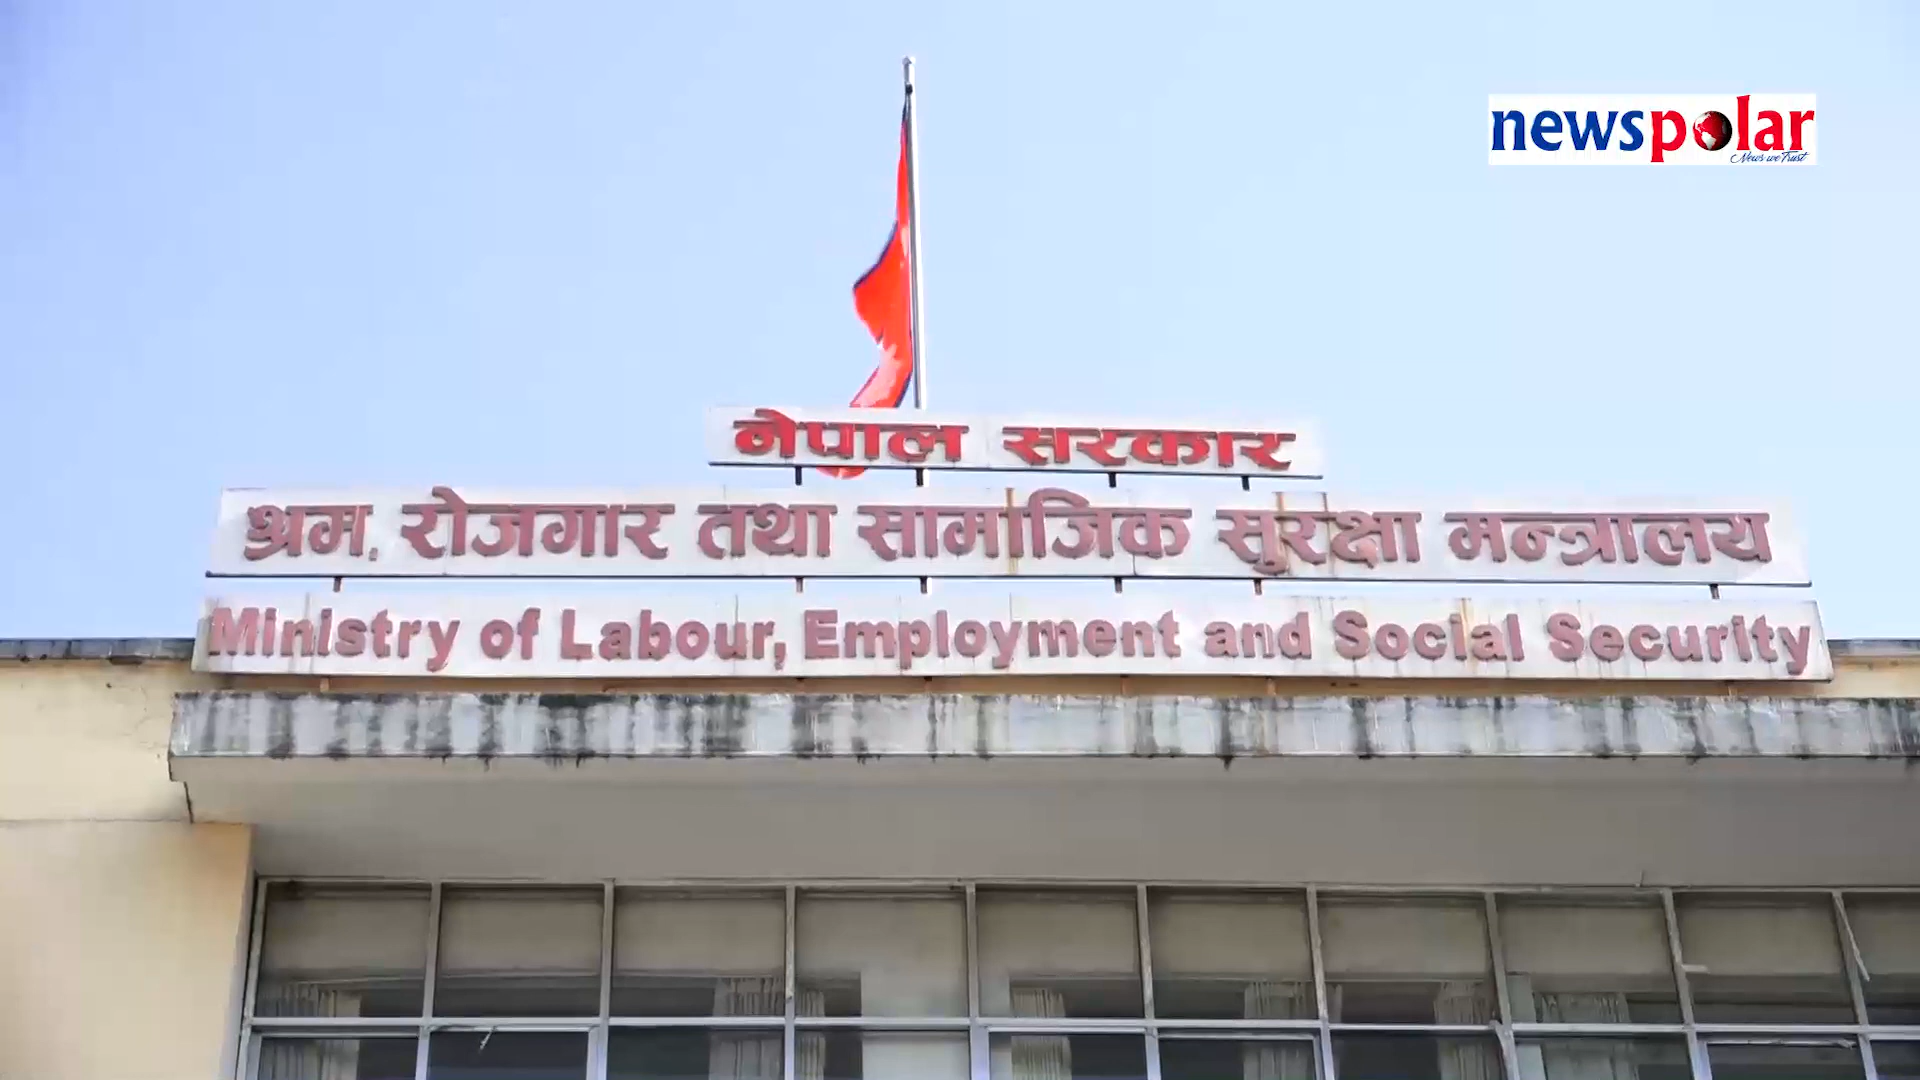 newspolar
News we Trust
नेपाल सरकार
श्रम, रोजगार तथा सामाजिक सुरक्षा मन्त्रालय
Ministry of Labour, Employment and Social Security